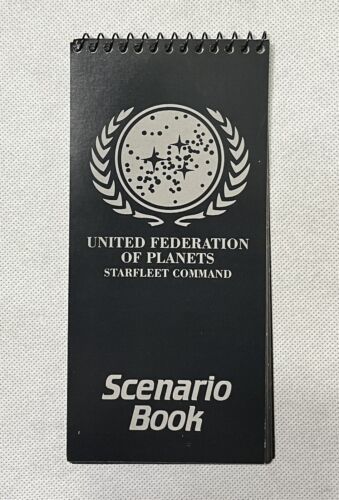 UNITED FEDERATION
OF PLANETS
STARFLEET COMMAND
Scenario
Book